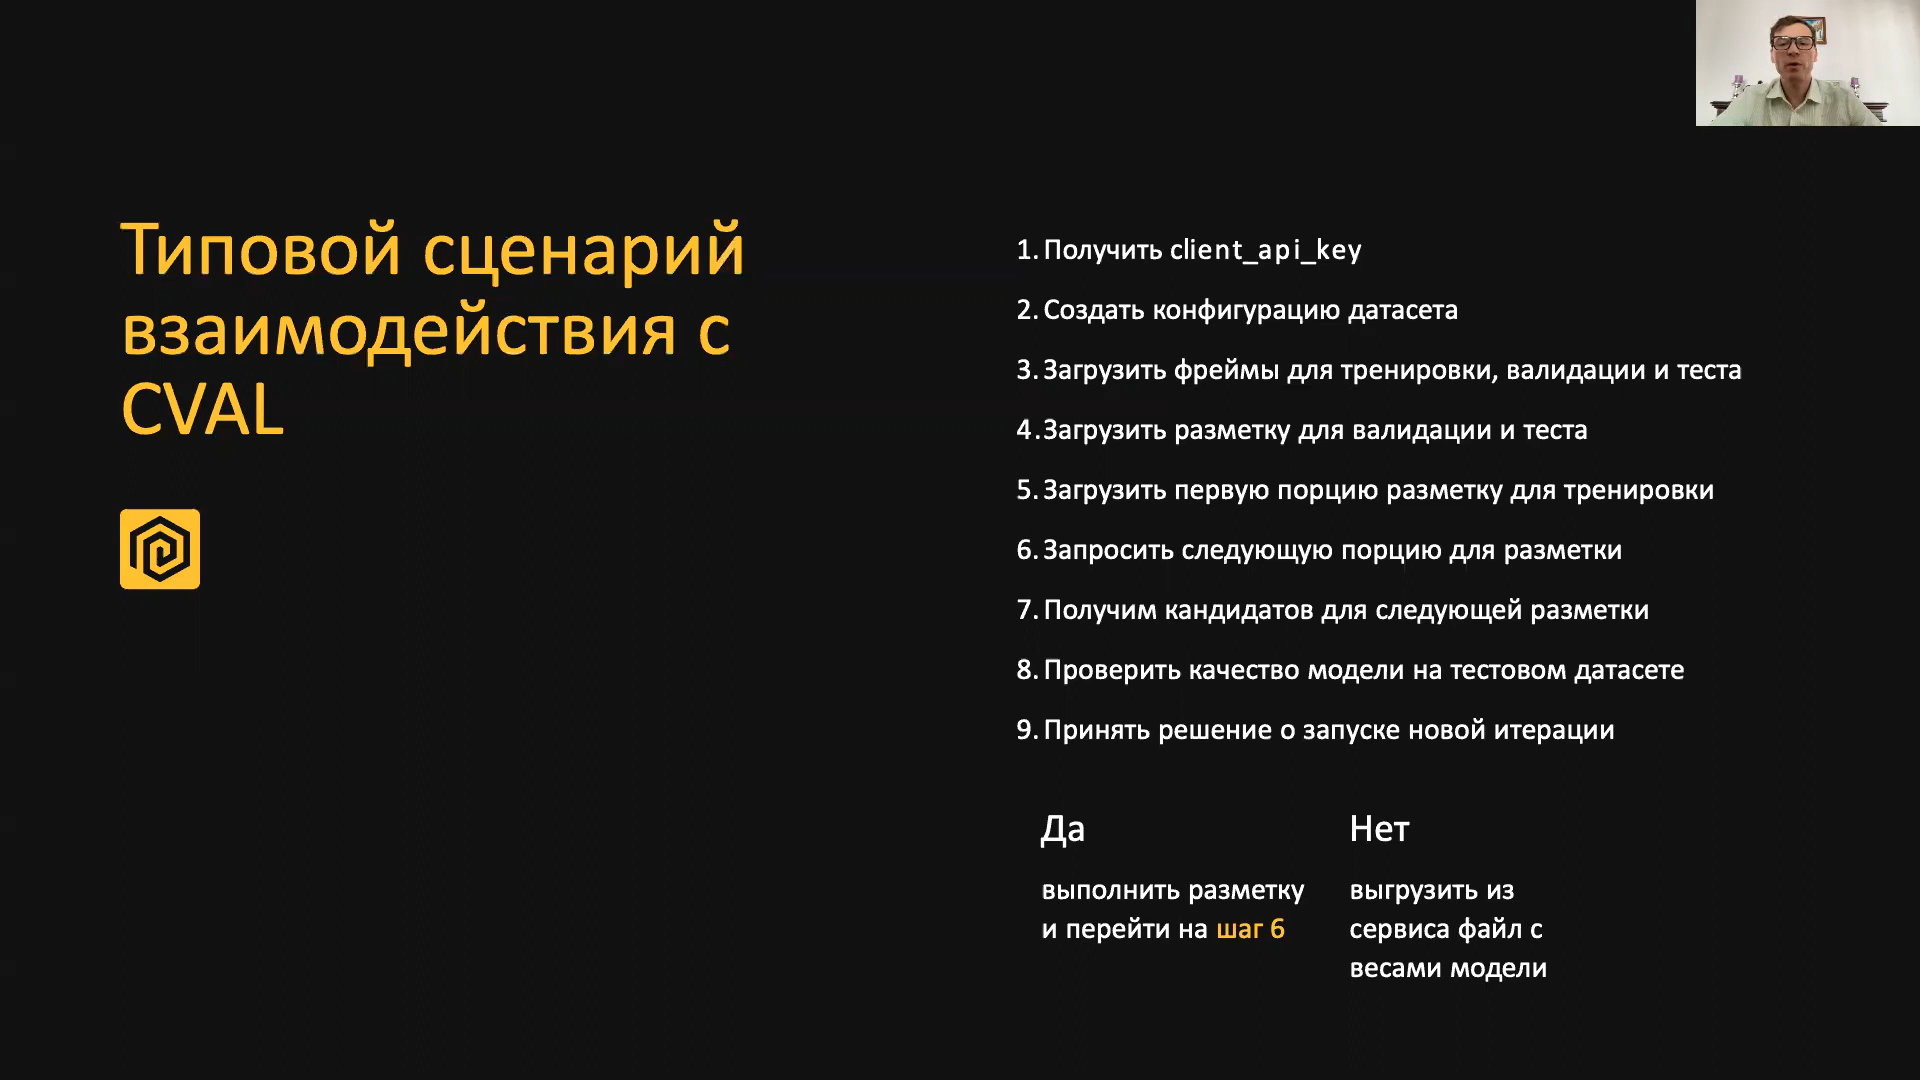 Типовой сценарий
взаимодействия с
CVAL
1. Получить client_api_key
2. Создать конфигурацию датасета
3. Загрузить фреймы для тренировки, валидации и теста
4. Загрузить разметку для валидации и теста
5. Загрузить первую порцию разметку для тренировки
6. Запросить следующую порцию для разметки
7. Получим кандидатов для следующей разметки
8. Проверить качество модели на тестовом датасете
9. Принять решение о запуске новой итерации
Да
выполнить разметку
и перейти на шаг 6
Нет
выгрузить из
сервиса файл с
весами модели